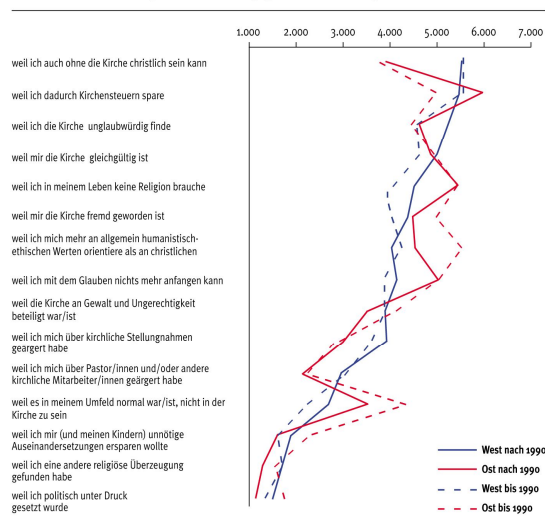 1.000 2.000 3.000 4.000 5.000 6.000 7.000
weil ich auch ohne die Kirche christlich sein kann
weil ich dadurch Kirchensteuern spare
weil ich die Kirche unglaubwürdig finde
weil mir die Kirche gleichgültig ist
weil ich in meinem Leben keine Religion brauche
weil mir die Kirche fremd geworden ist
weil ich mich mehr an allgemein humanistisch-
ethischen Werten orientiere als an christlichen
weil ich mit dem Glauben nichts mehr anfangen kann
weil die Kirche an Gewalt und Ungerechtigkeit
beteiligt war/ist
weil ich mich über kirchliche Stellungnahmen
geargert habe
weil ich mich über Pastor/innen und/oder andere
kirchliche Mitarbeiter/innen geärgert habe
weil es in meinem Umfeld normal war/ist, nicht in der
Kirche zu sein
weil ich mir (und meinen Kindern) unnötige
Auseinandersetzungen ersparen wollte
weil ich eine andere religiöse Überzeugung
gefunden habe
weil ich politisch unter Druck
gesetzt wurde
West nach 1990
Ost nach 1990
West bis 1990
Ost bis 1990